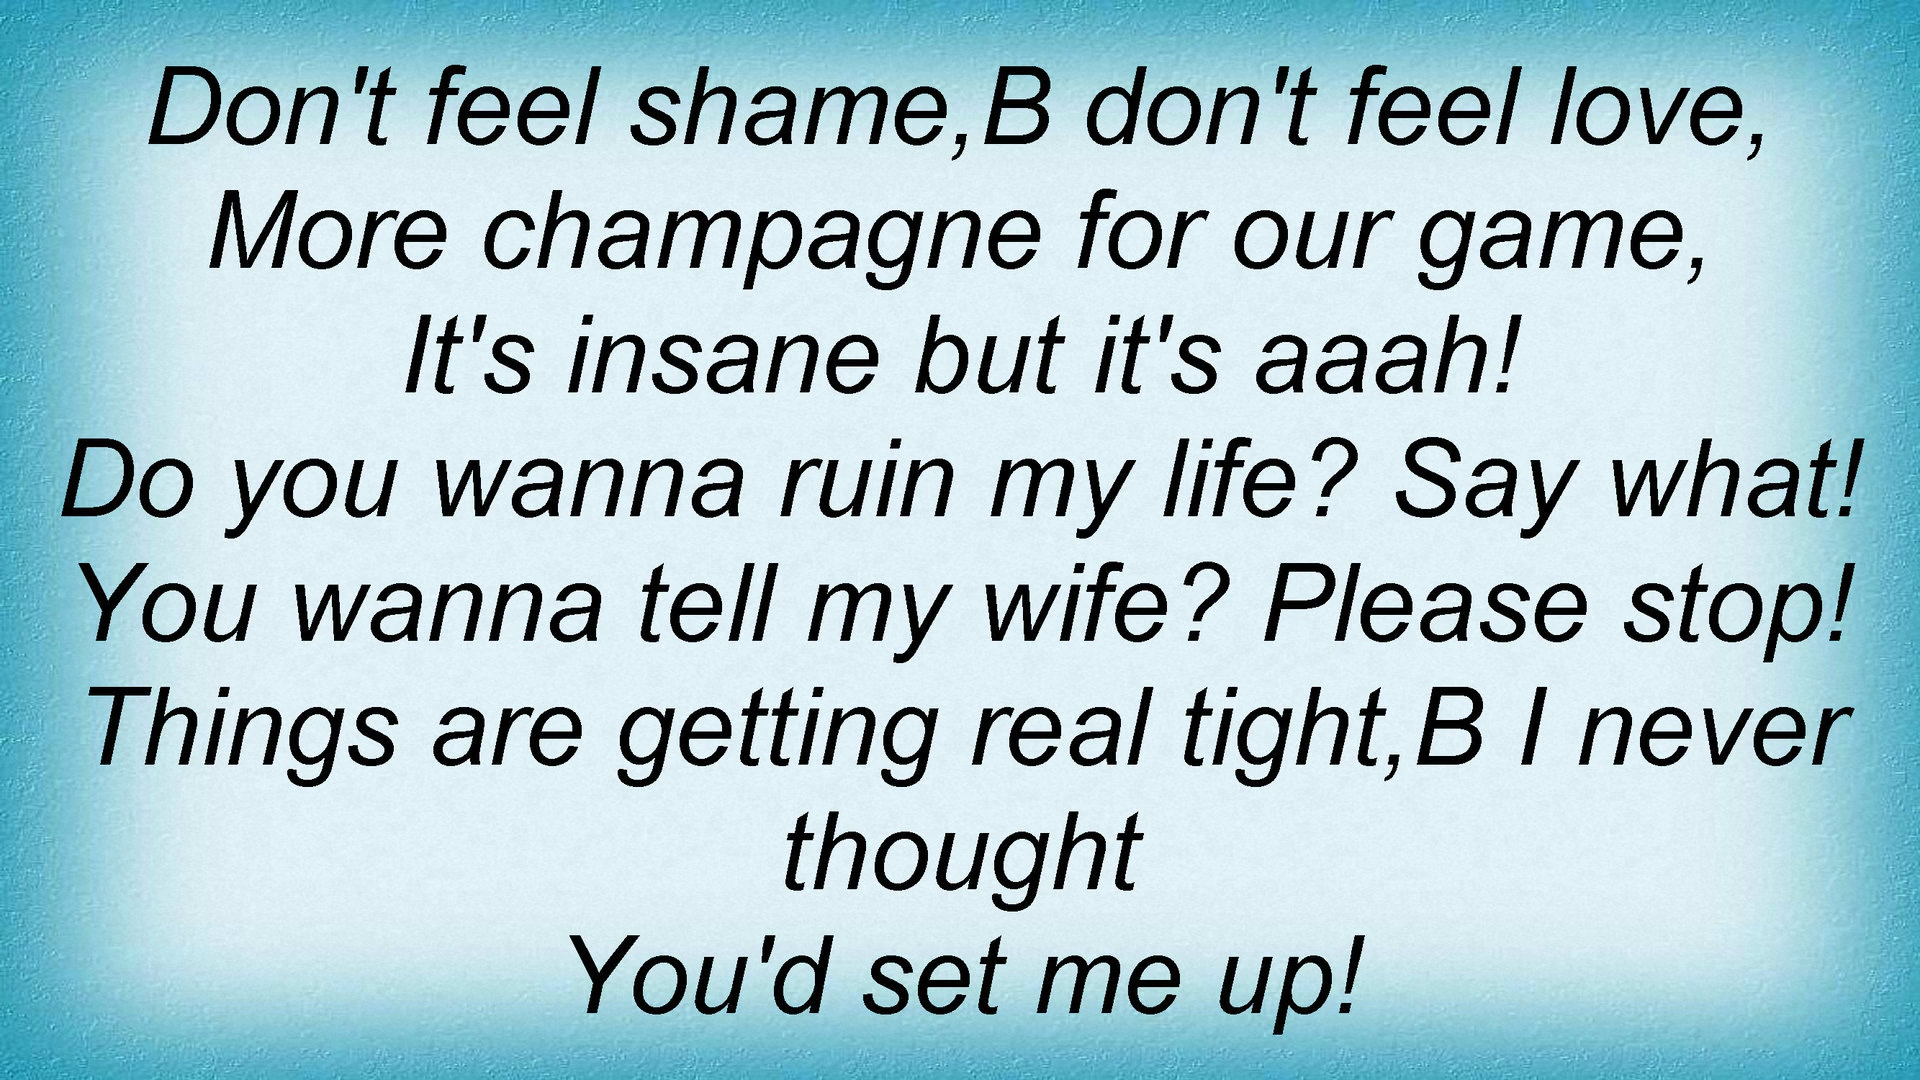 Don't feel shame,B don't feel love,
More champagne for our game,
It's insane but it's aaah!
Do you wanna ruin my life? Say what!
You wanna tell my wife? Please stop!
Things are getting real tight,B I never
thought
You'd set me up!